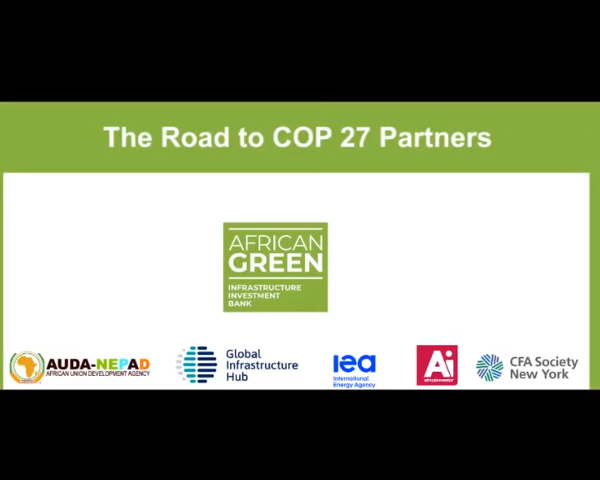 The Road to COP 27 Partners
AFRICAN
GREEN
INFRASTRUCTURE
INVESTMENT
BANK
AUDA-NEPAD
AFRICAN UNION DEVELOPMENT AGENCY
Global
Infrastructure
Hub
iea
International
Energy Agency
Ai
africainvestor
CFA Society
New York